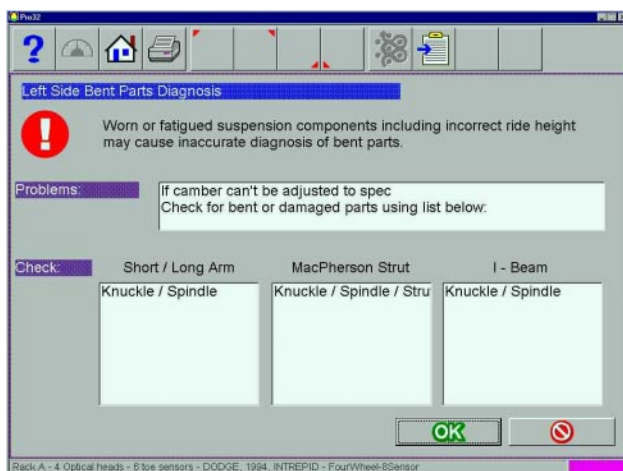 Pro32
?
Left Side Bent Parts Diagnosis
!
Worn or fatigued suspension components including incorrect ride height
may cause inaccurate diagnosis of bent parts.
Problems:
If camber can't be adjusted to spec
Check for bent or damaged parts using list below:
Check:
Short / Long Arm
MacPherson Strut
I - Beam
Knuckle / Spindle
Knuckle / Spindle / Strut
Knuckle / Spindle
OK
Rack A - 4 Optical heads - 6 toe sensors - DODGE, 1994, INTREPID - FourWheel-8Sensor